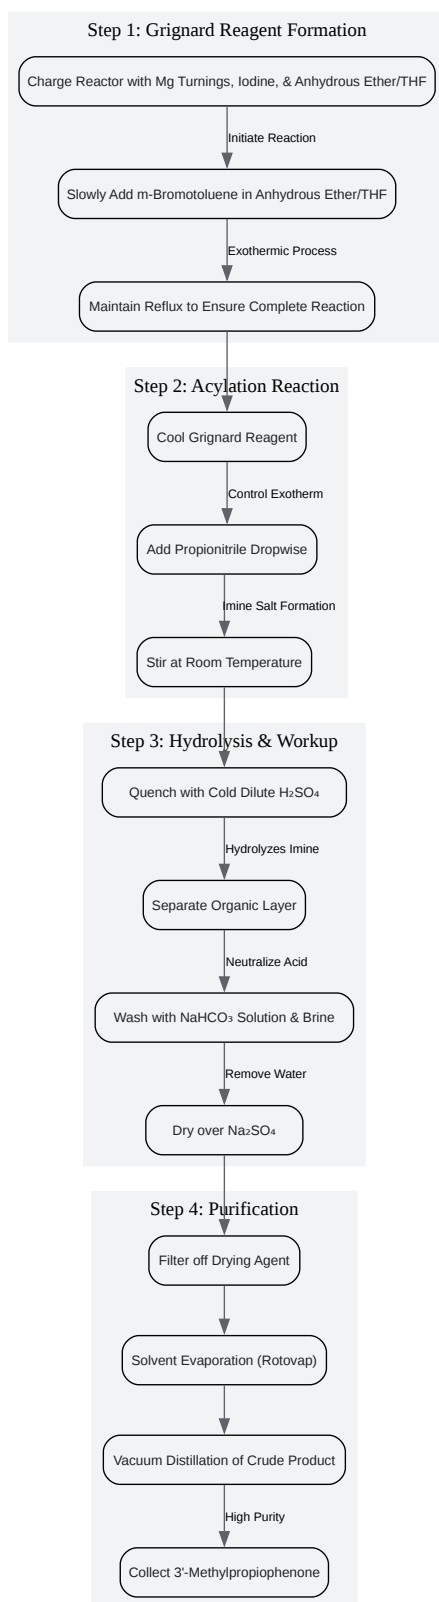 Step 1: Grignard Reagent Formation
Charge Reactor with Mg Turnings, Iodine, & Anhydrous Ether/THF
Initiate Reaction
Slowly Add m-Bromotoluene in Anhydrous Ether/THF
Exothermic Process
Maintain Reflux to Ensure Complete Reaction
Step 2: Acylation Reaction
Cool Grignard Reagent
Control Exotherm
Add Propionitrile Dropwise
Imine Salt Formation
Stir at Room Temperature
Step 3: Hydrolysis & Workup
Quench with Cold Dilute H₂SO₄
Hydrolyzes Imine
Separate Organic Layer
Neutralize Acid
Wash with NaHCO₃ Solution & Brine
Remove Water
Dry over Na₂SO₄
Step 4: Purification
Filter off Drying Agent
Solvent Evaporation (Rotovap)
Vacuum Distillation of Crude Product
High Purity
Collect 3'-Methylpropiophenone